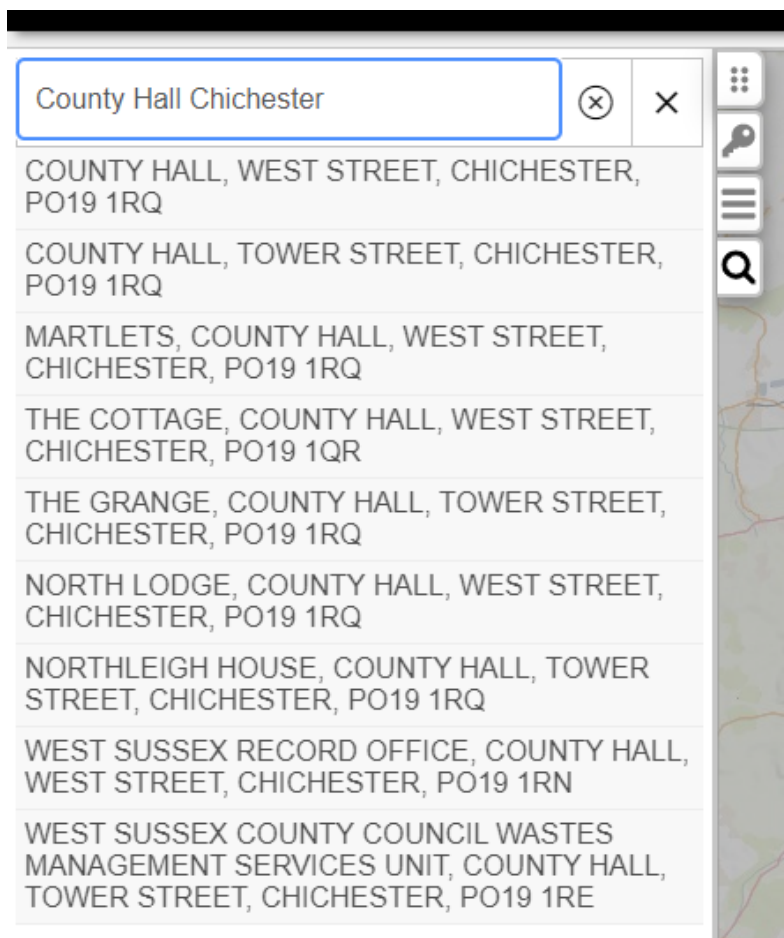 County Hall Chichester
COUNTY HALL, WEST STREET, CHICHESTER,
PO19 1RQ
COUNTY HALL, TOWER STREET, CHICHESTER,
PO19 1RQ
MARTLETS, COUNTY HALL, WEST STREET,
CHICHESTER, PO19 1RQ
THE COTTAGE, COUNTY HALL, WEST STREET,
CHICHESTER, PO19 1QR
THE GRANGE, COUNTY HALL, TOWER STREET,
CHICHESTER, PO19 1RQ
NORTH LODGE, COUNTY HALL, WEST STREET,
CHICHESTER, PO19 1RQ
NORTHLEIGH HOUSE, COUNTY HALL, TOWER
STREET, CHICHESTER, PO19 1RQ
WEST SUSSEX RECORD OFFICE, COUNTY HALL,
WEST STREET, CHICHESTER, PO19 1RN
WEST SUSSEX COUNTY COUNCIL WASTES
MANAGEMENT SERVICES UNIT, COUNTY HALL,
TOWER STREET, CHICHESTER, PO19 1RE